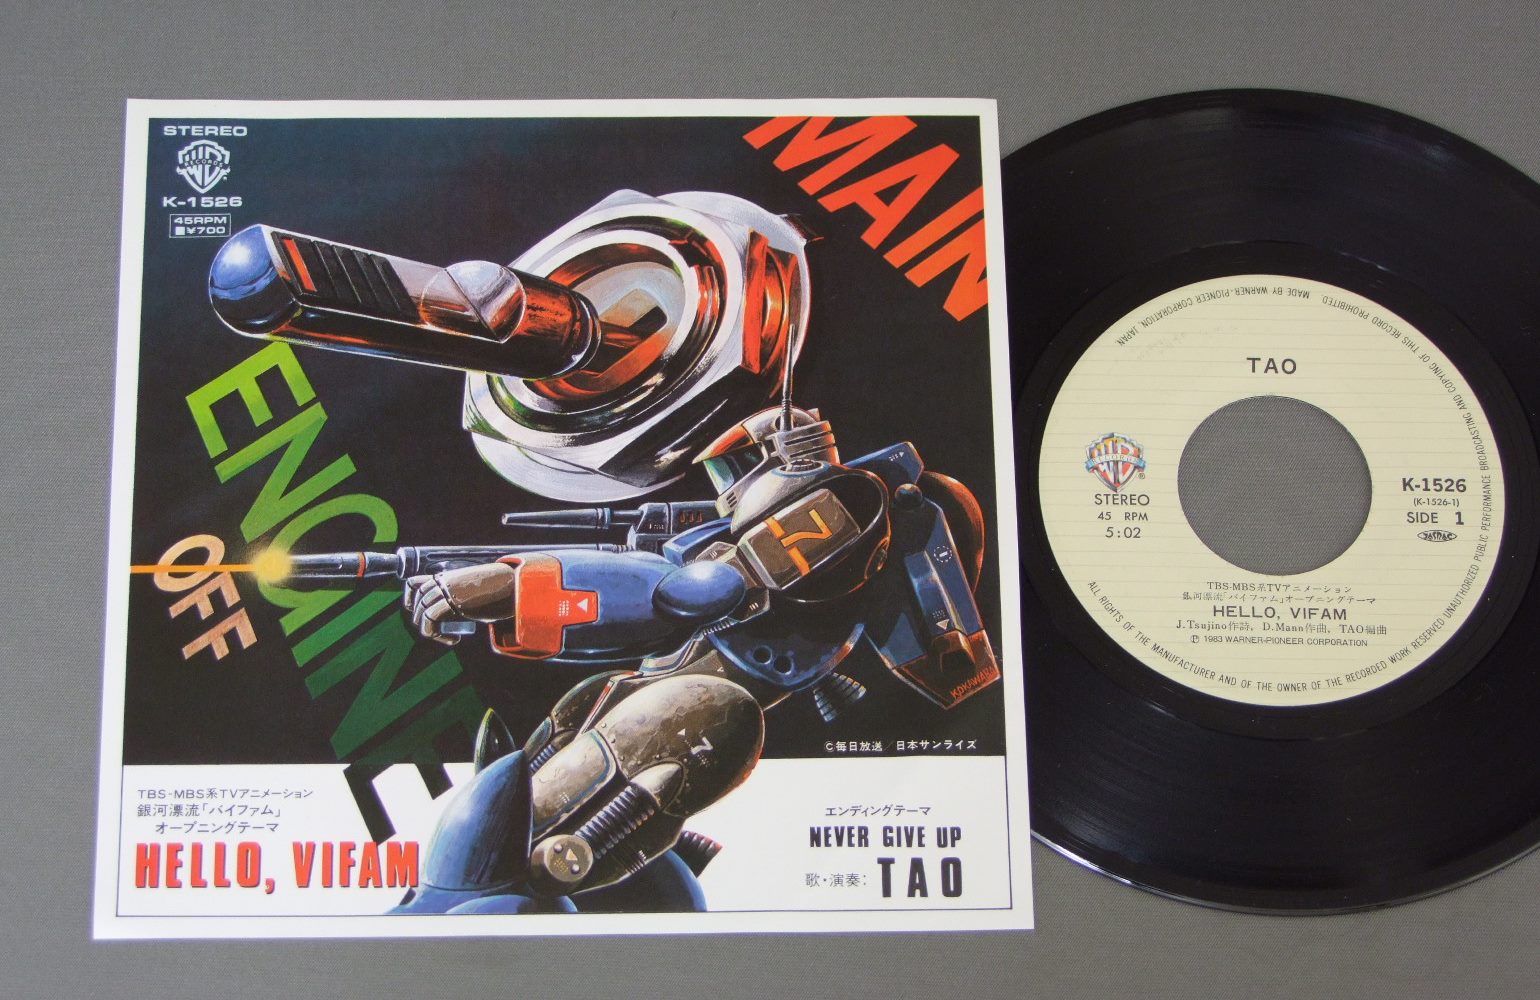 STEREO
RECORDS
K-1526
45RPM
¥700
MAIN
ENGINE
OFF
7
KOKAWARA
7
©毎日放送/日本サンライズ
TBS-MBS系TVアニメーション
銀河漂流「バイファム」
オープニングテーマ
HELLO, VIFAM
エンディングテーマ
NEVER GIVE UP
歌・演奏: TAO
MADE BY WARNER-PIONEER CORPORATION, JAPAN.
TAO
RECORDS
STEREO
45 RPM
5:02
K-1526
(K-1526-1)
SIDE 1
JASRAC
TBS-MBS系TVアニメーション
銀河漂流「バイファム」オープニングテーマ
HELLO, VIFAM
J.Tsujino作詩, D.Mann作曲, TAO編曲
Ⓟ 1983 WARNER-PIONEER CORPORATION
ALL RIGHTS OF THE MANUFACTURER AND OF THE OWNER OF THE RECORDED WORK RESERVED UNAUTHORIZED PUBLIC PERFORMANCE BROADCASTING AND COPYING OF THIS RECORD PROHIBITED